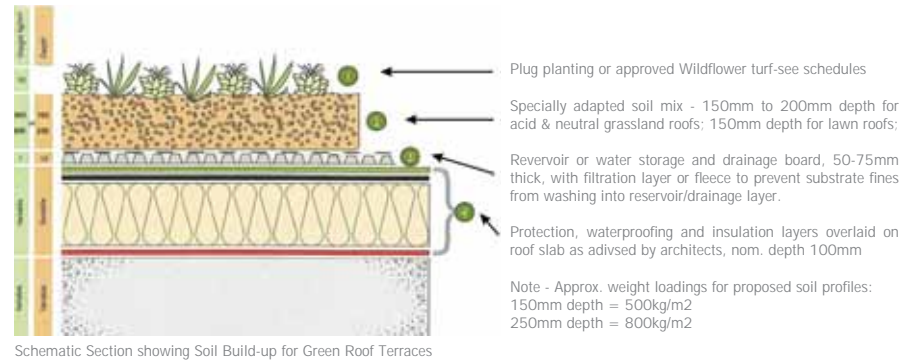 Plug planting or approved Wildflower turf-see schedules
Specially adapted soil mix - 150mm to 200mm depth for
acid & neutral grassland roofs; 150mm depth for lawn roofs;
Revervoir or water storage and drainage board, 50-75mm
thick, with filtration layer or fleece to prevent substrate fines
from washing into reservoir/drainage layer.
Protection, waterproofing and insulation layers overlaid on
roof slab as adivsed by architects, nom. depth 100mm
Note - Approx. weight loadings for proposed soil profiles:
150mm depth = 500kg/m2
250mm depth = 800kg/m2
Schematic Section showing Soil Build-up for Green Roof Terraces